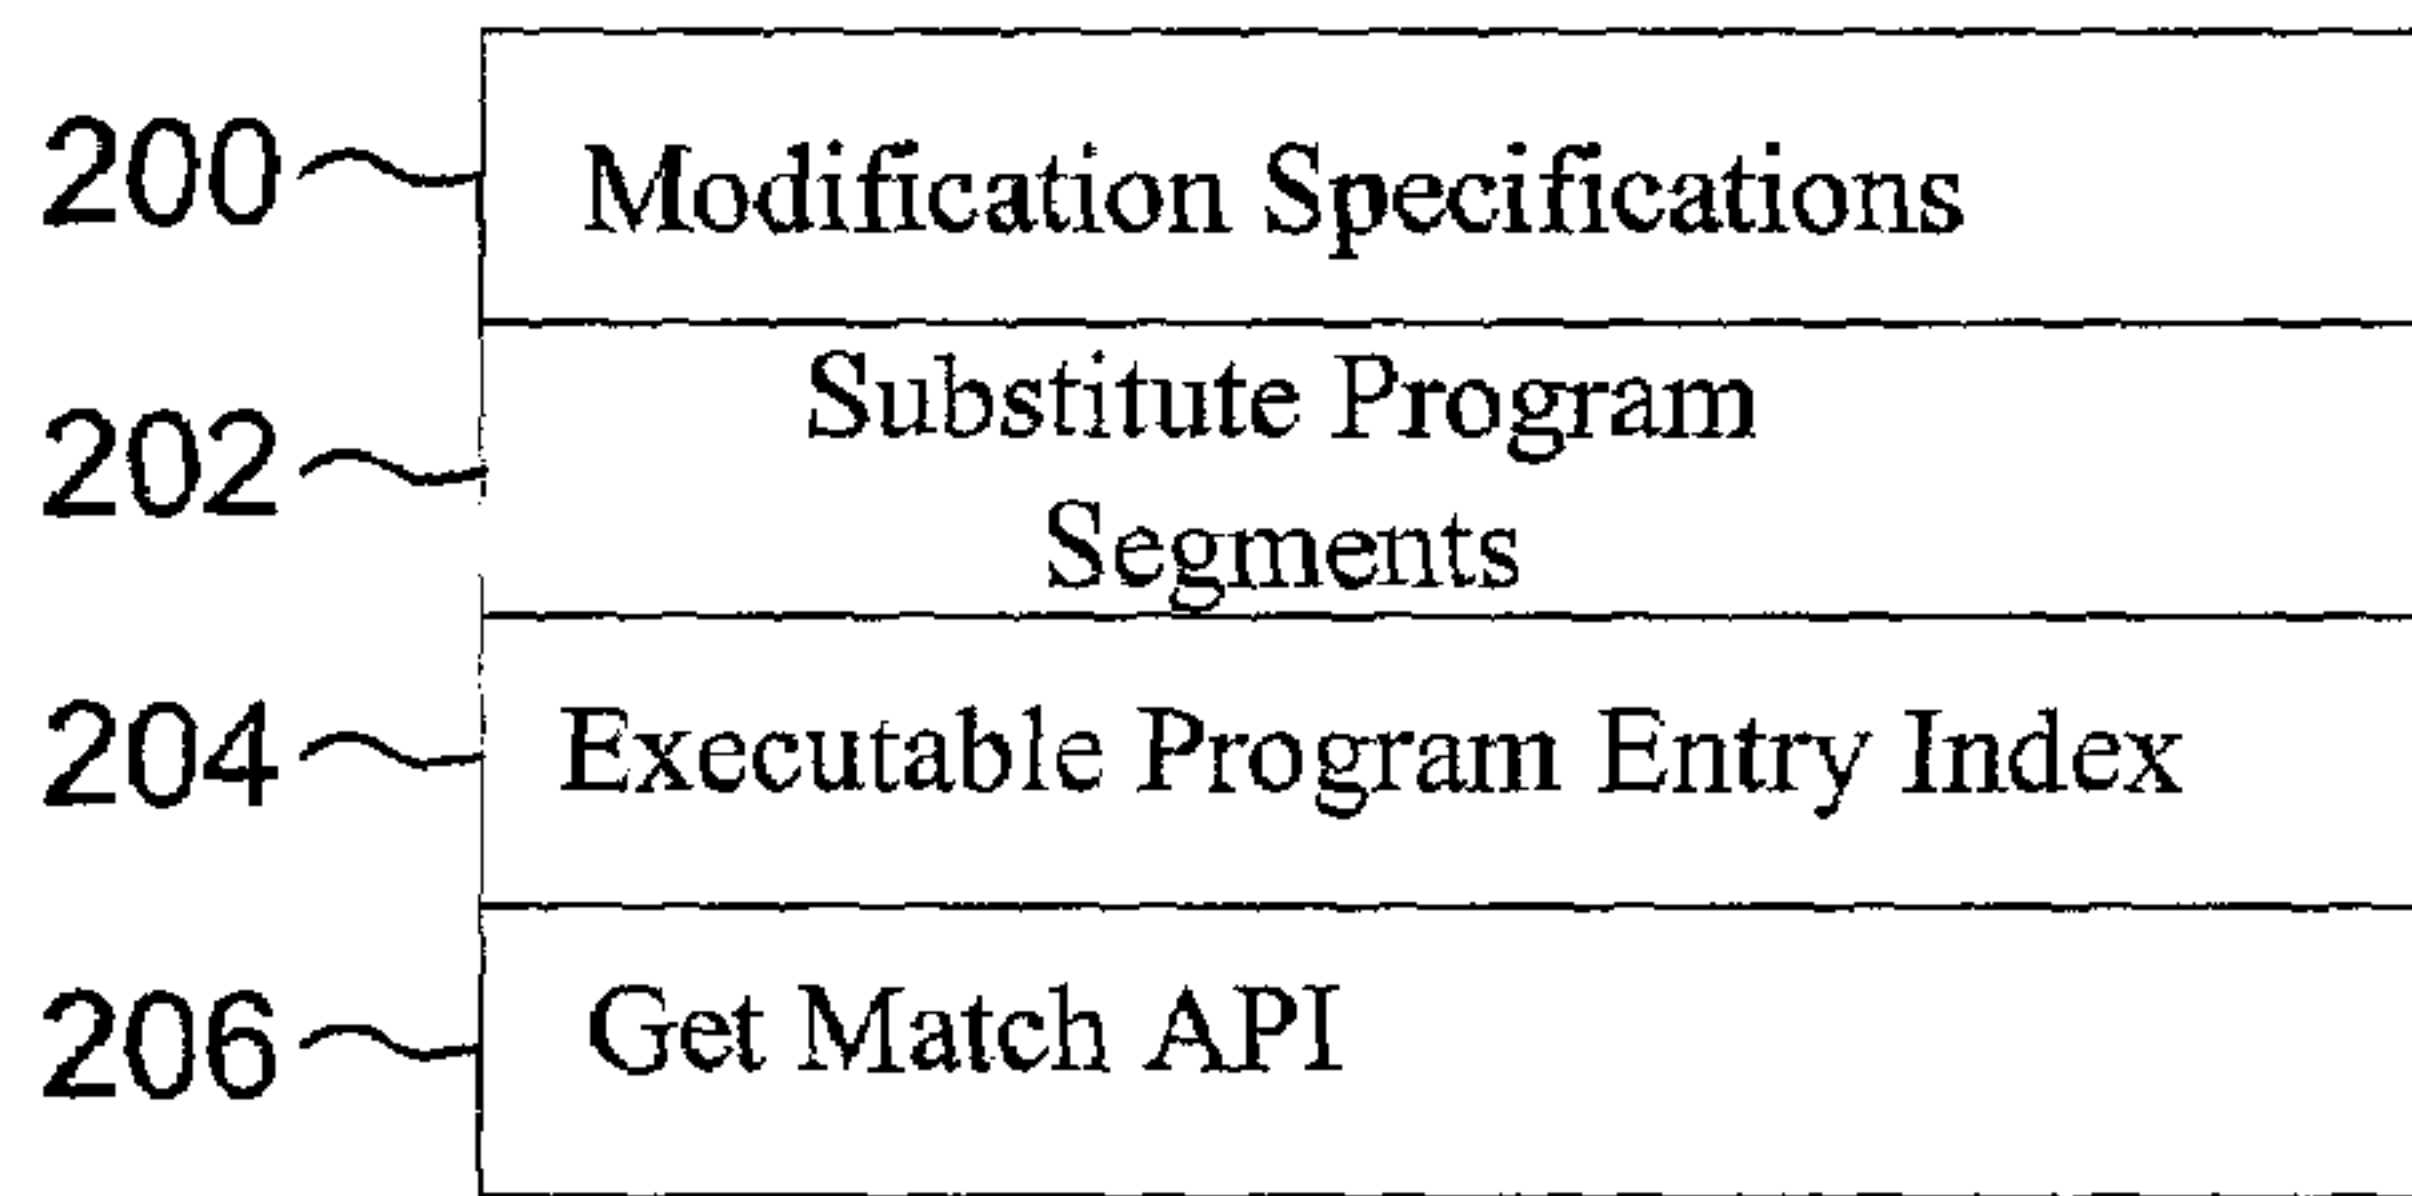 200 Modification Specifications
202 Substitute Program
Segments
204 Executable Program Entry Index
206 Get Match API